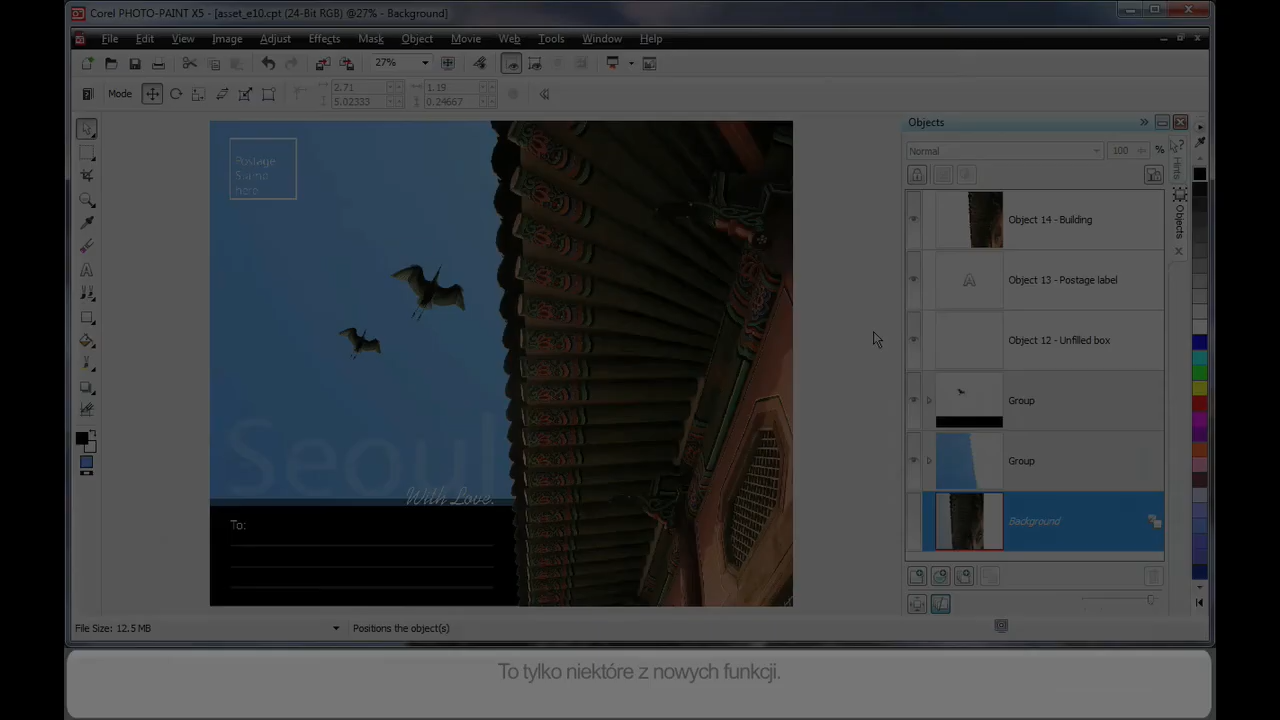 Corel PHOTO-PAINT X5 - [asset_e10.cpt (24-Bit RGB) @27% - Background]
File Edit View Image Adjust Effects Mask Object Movie Web Tools Window Help
27%
Mode 2.71 1.19
5.02333 0.24667
Objects
Normal 100 %
Hints
Objects
Postage
Stamp
here
Object 14 - Building
Object 13 - Postage label
A
Object 12 - Unfilled box
Group
Group
Background
Seoul
With Love.
To:
File Size: 12.5 MB Positions the object(s)
To tylko niektóre z nowych funkcji.